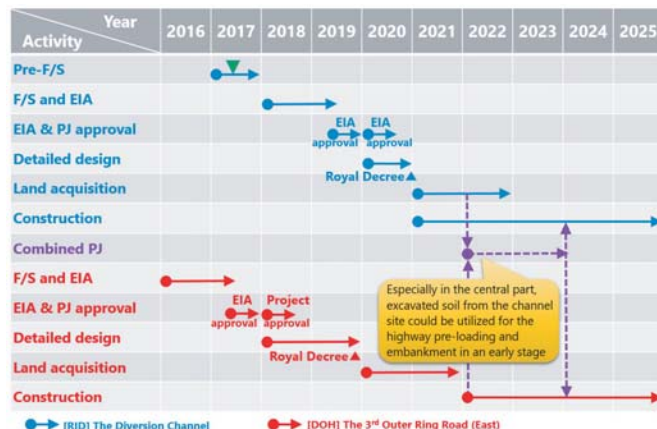 Year
Activity
2016 2017 2018 2019 2020 2021 2022 2023 2024 2025
Pre-F/S
F/S and EIA
EIA & PJ approval
EIA approval
EIA approval
Detailed design
Royal Decree
Land acquisition
Construction
Combined PJ
Especially in the central part,
excavated soil from the channel
site could be utilized for the
highway pre-loading and
embankment in an early stage
F/S and EIA
EIA & PJ approval
EIA approval
Project approval
Detailed design
Royal Decree
Land acquisition
Construction
[RID] The Diversion Channel
[DOH] The 3rd Outer Ring Road (East)